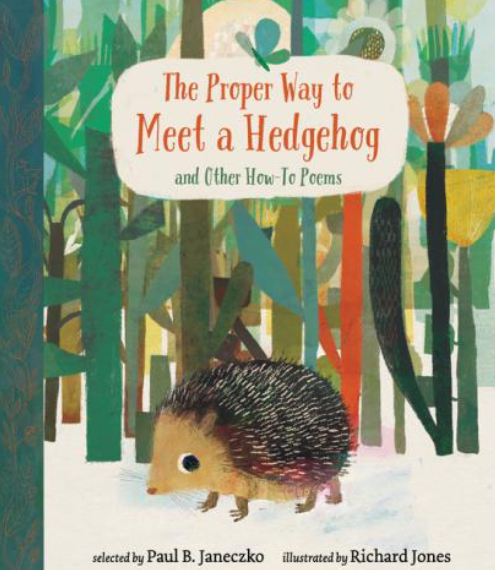 The Proper Way to
Meet a Hedgehog
and Other How-To Poems
selected by Paul B. Janeczko illustrated by Richard Jones